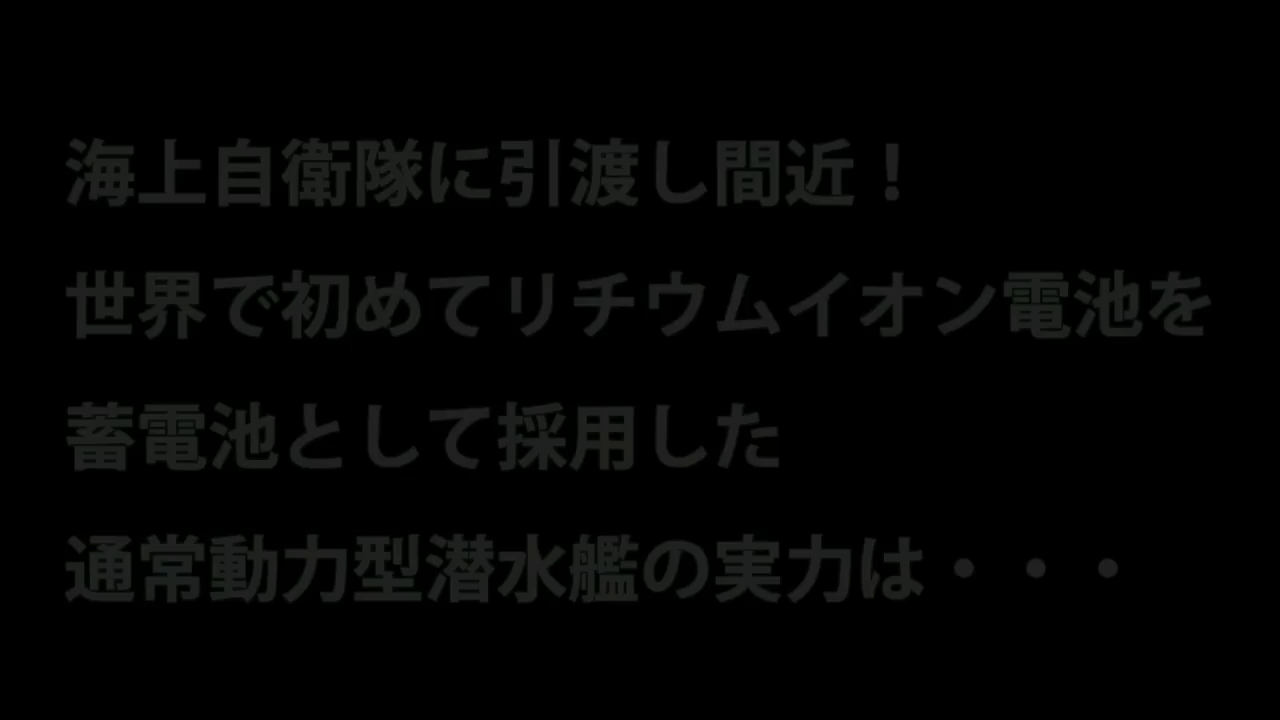 海上自衛隊に引渡し間近！
世界で初めてリチウムイオン電池を
蓄電池として採用した
通常動力型潜水艦の実力は・・・